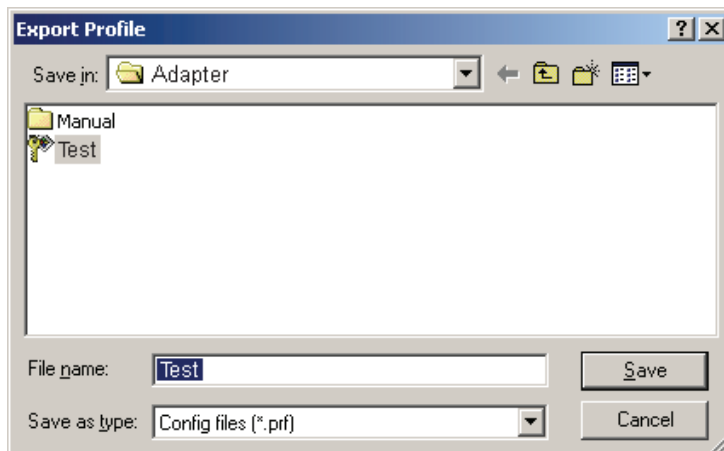 Export Profile
Save in: Adapter
Manual
Test
File name: Test Save
Save as type: Config files (*.prf) Cancel